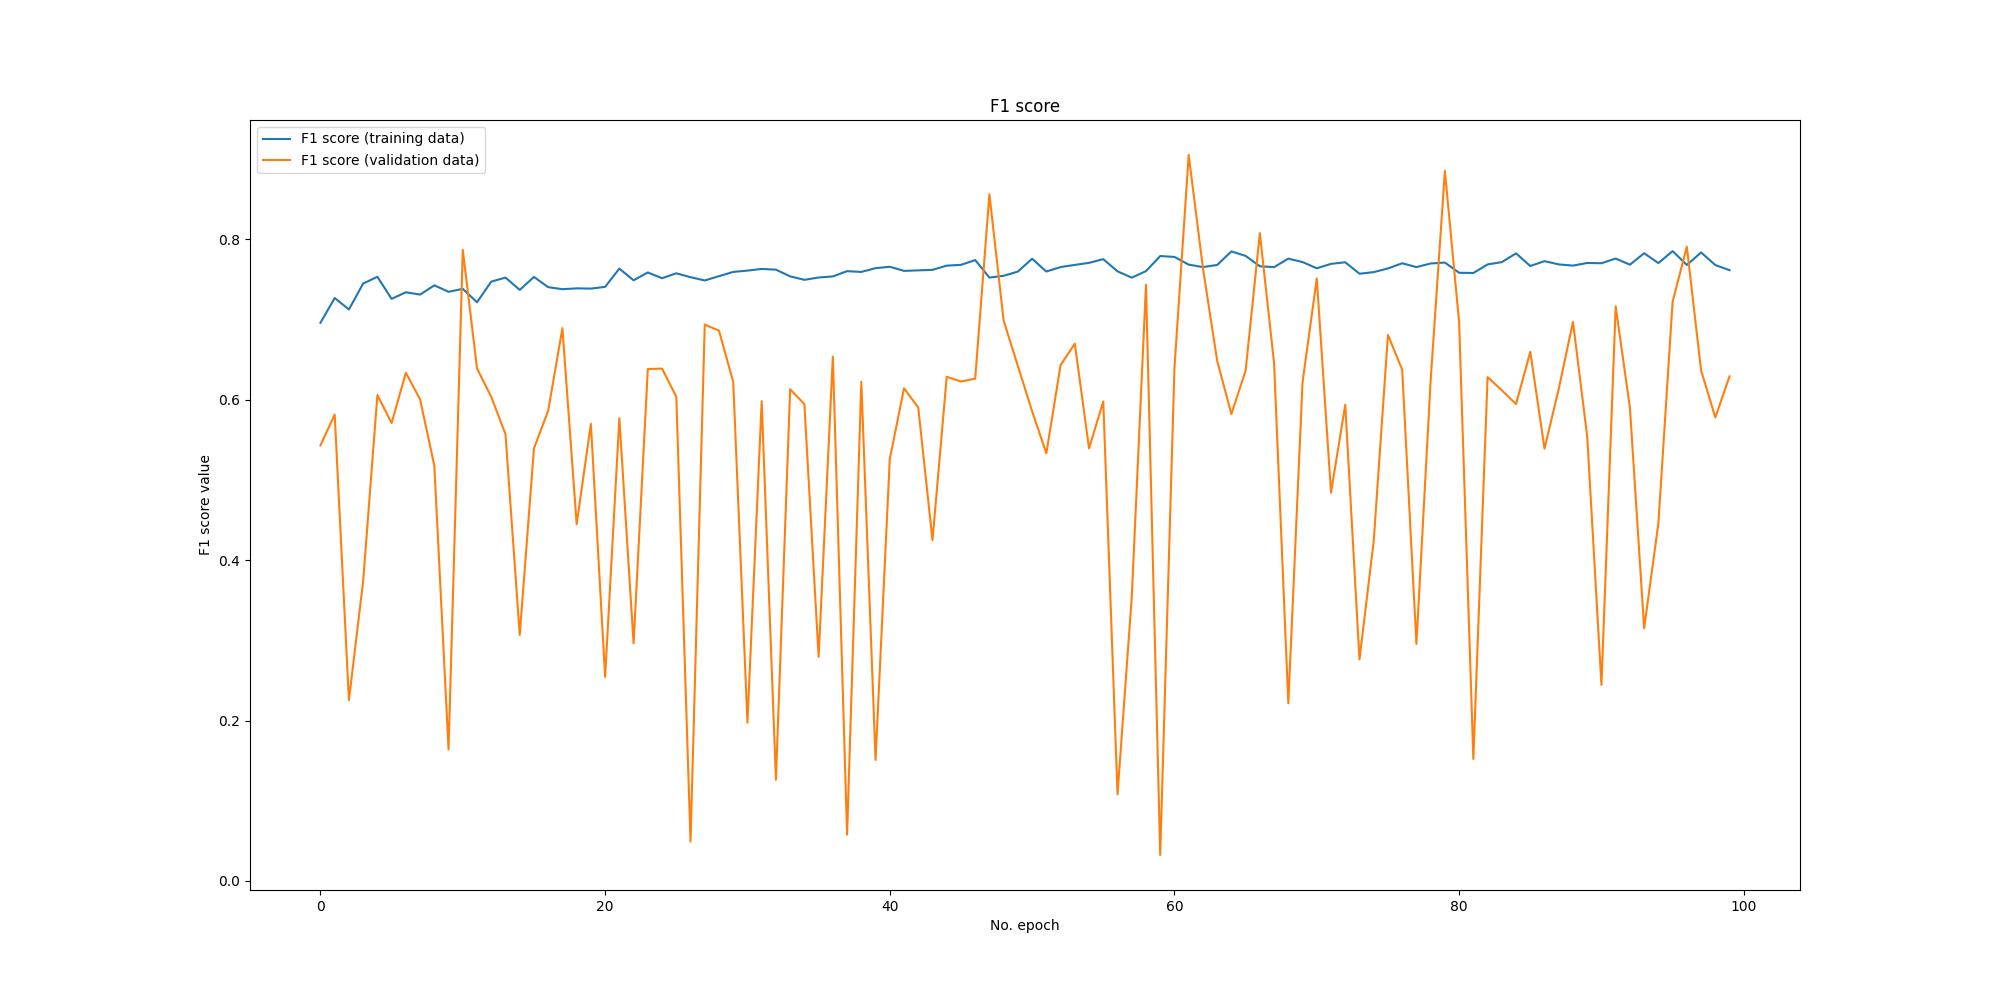 F1 score
F1 score (training data)
F1 score (validation data)
F1 score value
0.8
0.6
0.4
0.2
0.0
0 20 40 60 80 100
No. epoch